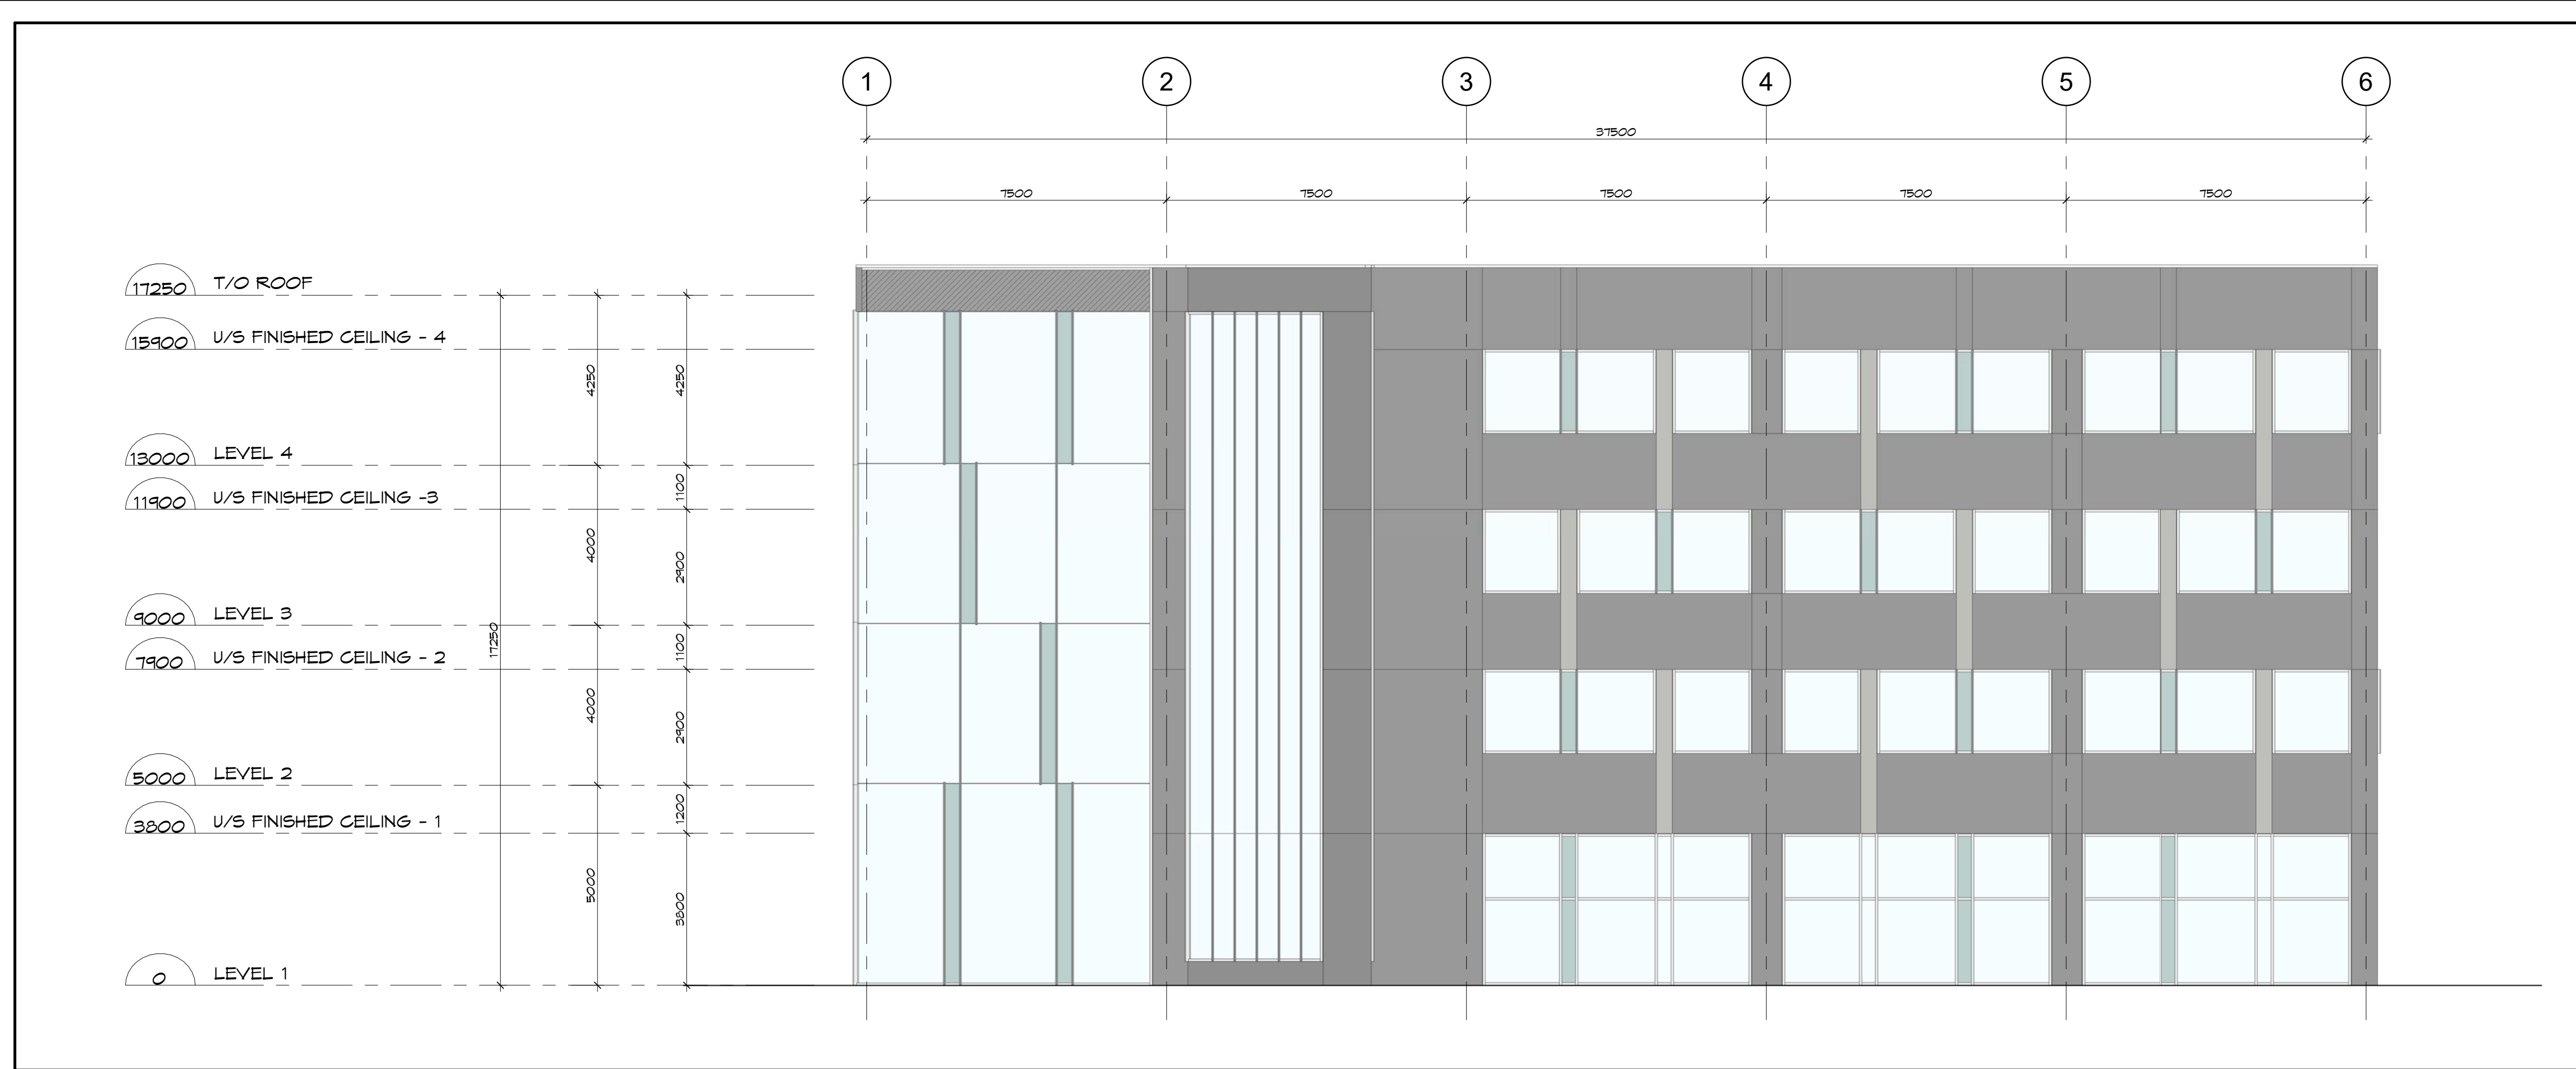 1 2 3 4 5 6
37500
7500 7500 7500 7500 7500
17250 T/O ROOF
15900 U/S FINISHED CEILING - 4
4250 4250
13000 LEVEL 4
1100
11900 U/S FINISHED CEILING -3
4000 2900
9000 LEVEL 3
17250 1100
7900 U/S FINISHED CEILING - 2
4000 2900
5000 LEVEL 2
1200
3800 U/S FINISHED CEILING - 1
5000 3800
0 LEVEL 1